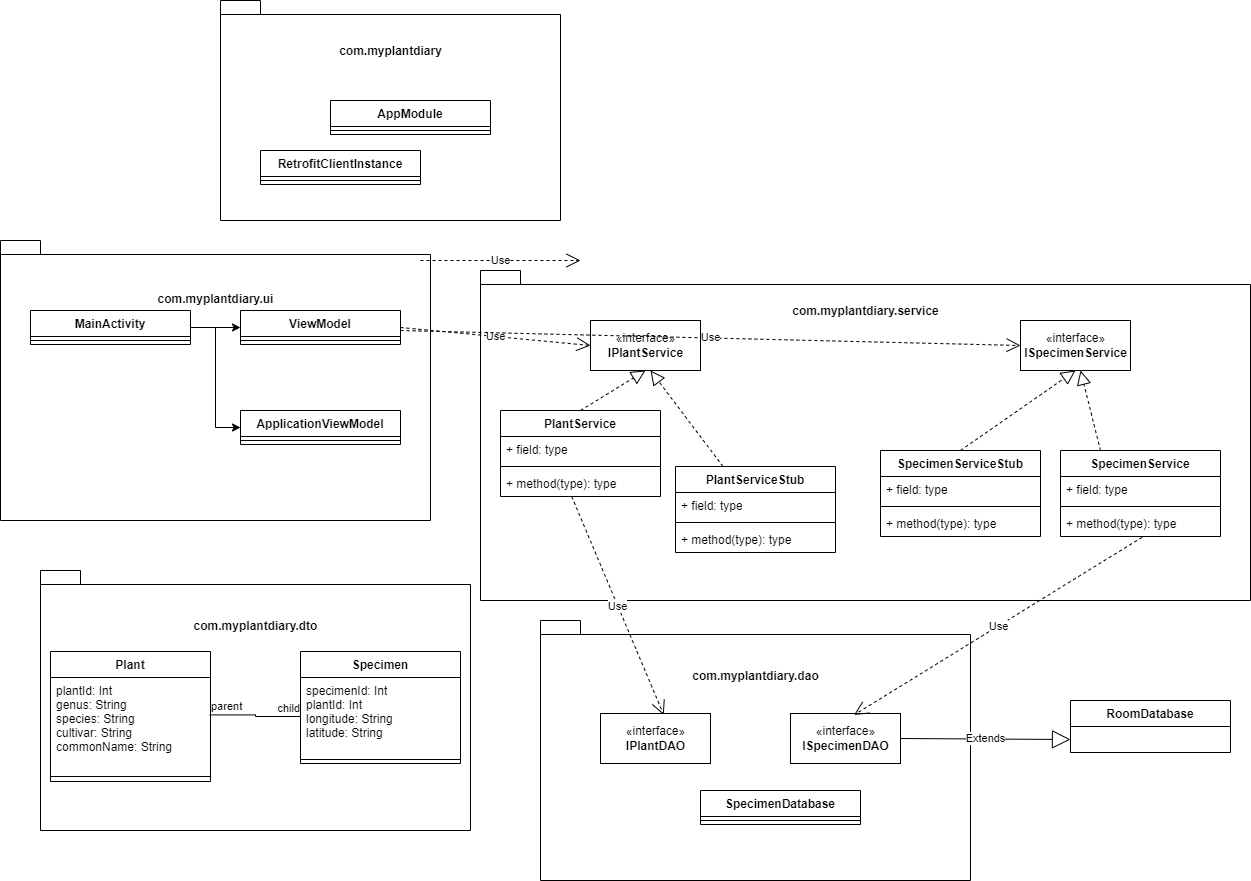 com.myplantdiary
AppModule
RetrofitClientInstance
com.myplantdiary.ui
MainActivity
ViewModel
ApplicationViewModel
Use
Use
Use
com.myplantdiary.service
«interface»
IPlantService
«interface»
ISpecimenService
PlantService
+ field: type
+ method(type): type
PlantServiceStub
+ field: type
+ method(type): type
SpecimenServiceStub
+ field: type
+ method(type): type
SpecimenService
+ field: type
+ method(type): type
Use
Use
com.myplantdiary.dto
Plant
plantId: Int
genus: String
species: String
cultivar: String
commonName: String
parent
child
Specimen
specimenId: Int
plantId: Int
longitude: String
latitude: String
com.myplantdiary.dao
«interface»
IPlantDAO
«interface»
ISpecimenDAO
SpecimenDatabase
Extends
RoomDatabase